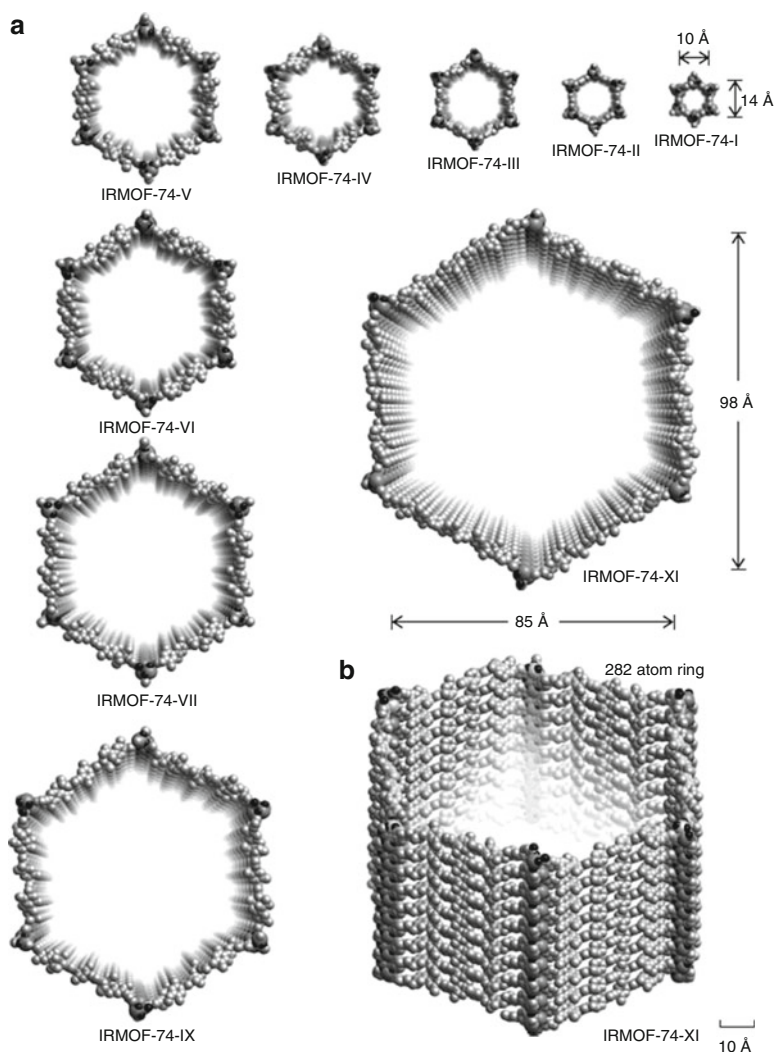 a
10 Å
14 Å
IRMOF-74-V
IRMOF-74-IV
IRMOF-74-III
IRMOF-74-II
IRMOF-74-I
IRMOF-74-VI
98 Å
IRMOF-74-XI
85 Å
IRMOF-74-VII
b
282 atom ring
IRMOF-74-IX
IRMOF-74-XI
10 Å